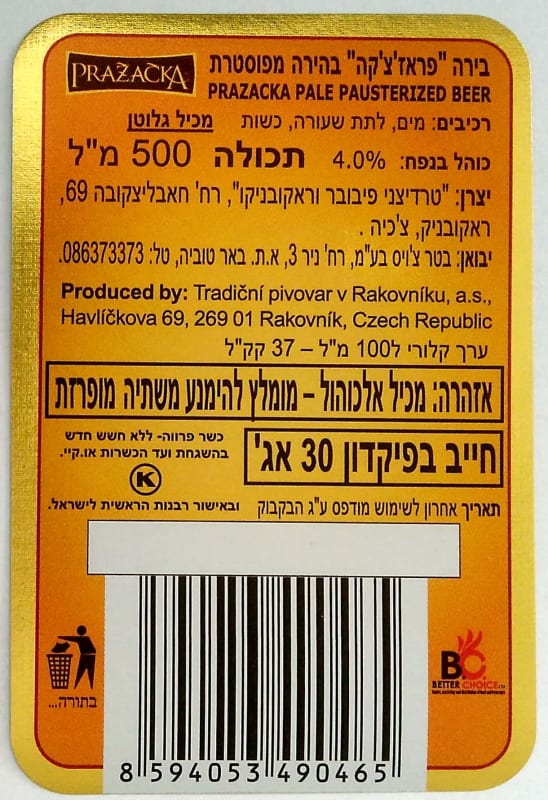 PRAŽAČKA
בירה "פראז'צ'קה" בהירה מפוסטרת
PRAZACKA PALE PAUSTERIZED BEER
רכיבים: מים, לתת שעורה, כשות מכיל גלוטן
כוהל בנפח: 4.0% תכולה 500 מ"ל
יצרן: "טרדיצני פיבובר וראקובניקו", רח' חאבליצקובה 69,
ראקובניק, צ'כיה .
יבואן: בטר צ'ויס בע"מ, רח' ניר 3, א.ת. באר טוביה, טל: 086373373.
Produced by: Tradiční pivovar v Rakovníku, a.s.,
Havlíčkova 69, 269 01 Rakovník, Czech Republic
ערך קלורי ל100 מ"ל – 37 קק"ל
אזהרה: מכיל אלכוהול – מומלץ להימנע משתיה מופרזת
חייב בפיקדון 30 אג'
כשר פרווה- ללא חשש חדש
בהשגחת ועד הכשרות או.קיי.
K
ובאישור רבנות הראשית לישראל.
תאריך אחרון לשימוש מודפס ע"ג הבקבוק
בתורה...
B.C.
BETTER CHOICE LTD
8 594053 490465